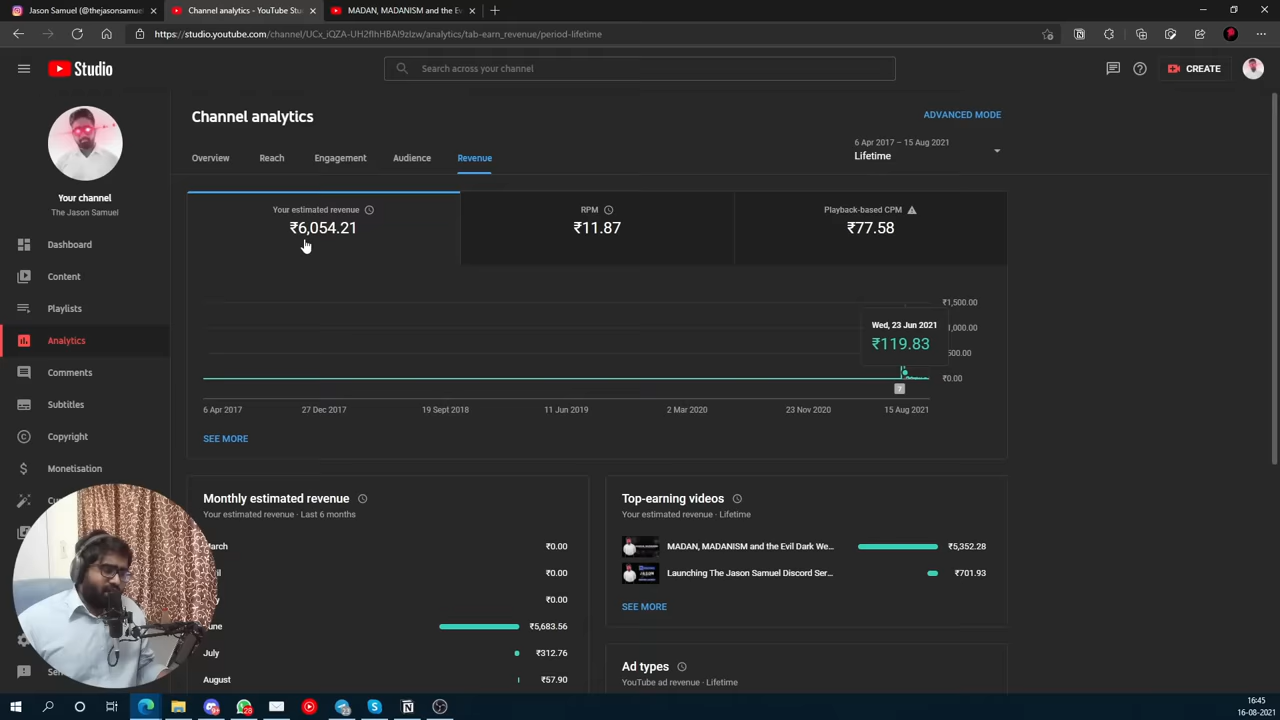 Jason Samuel (@thejasonsamuel
Channel analytics - YouTube Stu
MADAN, MADANISM and the E
https://studio.youtube.com/channel/UCx_iQZA-UH2fIhHBAI9zIzw/analytics/tab-earn_revenue/period-lifetime
Studio
Search across your channel
CREATE
Your channel
The Jason Samuel
Dashboard
Content
Playlists
Analytics
Comments
Subtitles
Copyright
Monetisation
Channel analytics
ADVANCED MODE
Overview
Reach
Engagement
Audience
Revenue
6 Apr 2017 – 15 Aug 2021
Lifetime
Your estimated revenue
₹6,054.21
RPM
₹11.87
Playback-based CPM
₹77.58
₹1,500.00
Wed, 23 Jun 2021
,000.00
₹119.83
500.00
₹0.00
7
6 Apr 2017
27 Dec 2017
19 Sept 2018
11 Jun 2019
2 Mar 2020
23 Nov 2020
15 Aug 2021
SEE MORE
Monthly estimated revenue
Your estimated revenue · Last 6 months
arch
₹0.00
il
₹0.00
y
₹0.00
une
₹5,683.56
July
₹312.76
August
₹57.90
Top-earning videos
Your estimated revenue · Lifetime
MADAN, MADANISM and the Evil Dark We...
₹5,352.28
Launching The Jason Samuel Discord Ser...
₹701.93
SEE MORE
Ad types
YouTube ad revenue · Lifetime
28
16:45
16-08-2021